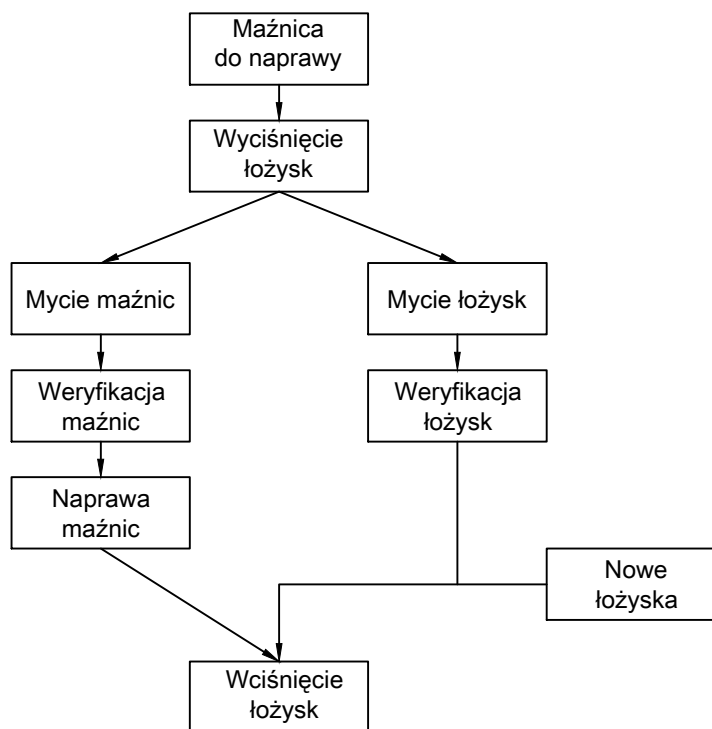 Maźnica
do naprawy
Wyciśnięcie
łożysk
Mycie maźnic
Mycie łożysk
Weryfikacja
maźnic
Weryfikacja
łożysk
Naprawa
maźnic
Nowe
łożyska
Wciśnięcie
łożysk